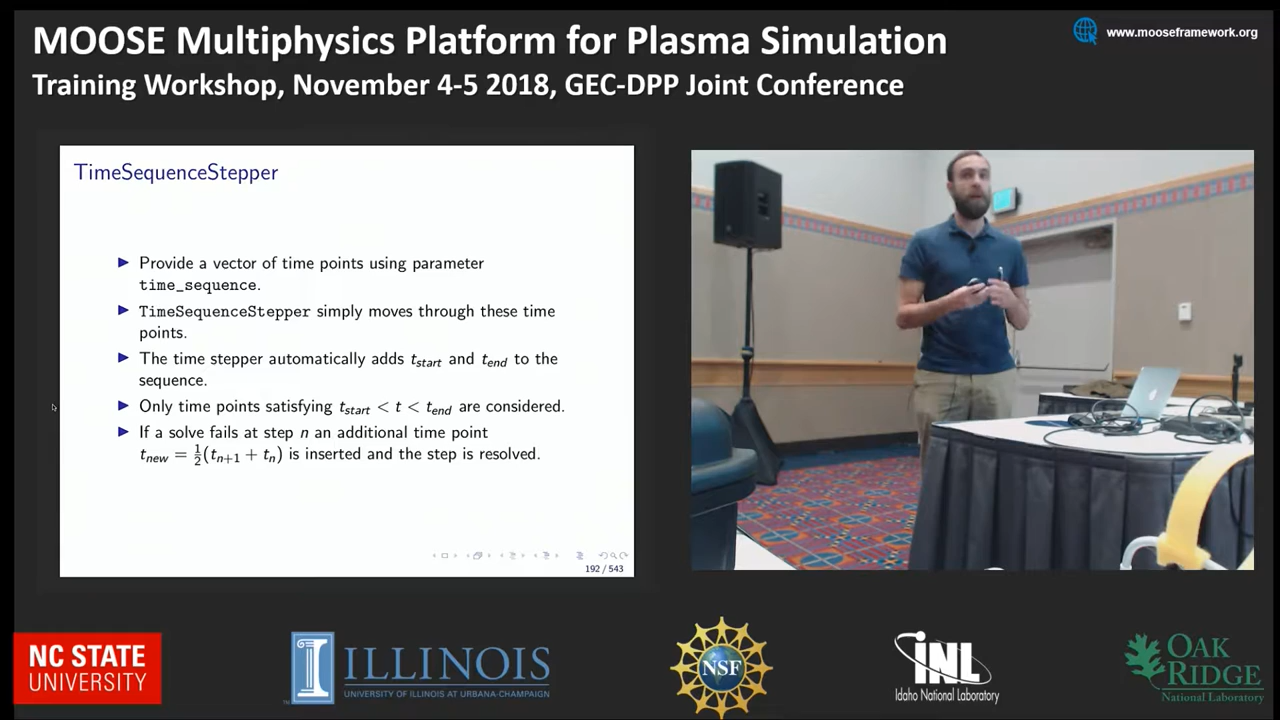 MOOSE Multiphysics Platform for Plasma Simulation
www.mooseframework.org
Training Workshop, November 4-5 2018, GEC-DPP Joint Conference
TimeSequenceStepper
▶ Provide a vector of time points using parameter
time_sequence.
▶ TimeSequenceStepper simply moves through these time
points.
▶ The time stepper automatically adds t_start and t_end to the
sequence.
▶ Only time points satisfying t_start < t < t_end are considered.
▶ If a solve fails at step n an additional time point
t_new = ½(t_n+1 + t_n) is inserted and the step is resolved.
192 / 543
NC STATE
UNIVERSITY
ILLINOIS
UNIVERSITY OF ILLINOIS AT URBANA-CHAMPAIGN
NSF
INL
Idaho National Laboratory
OAK
RIDGE
National Laboratory